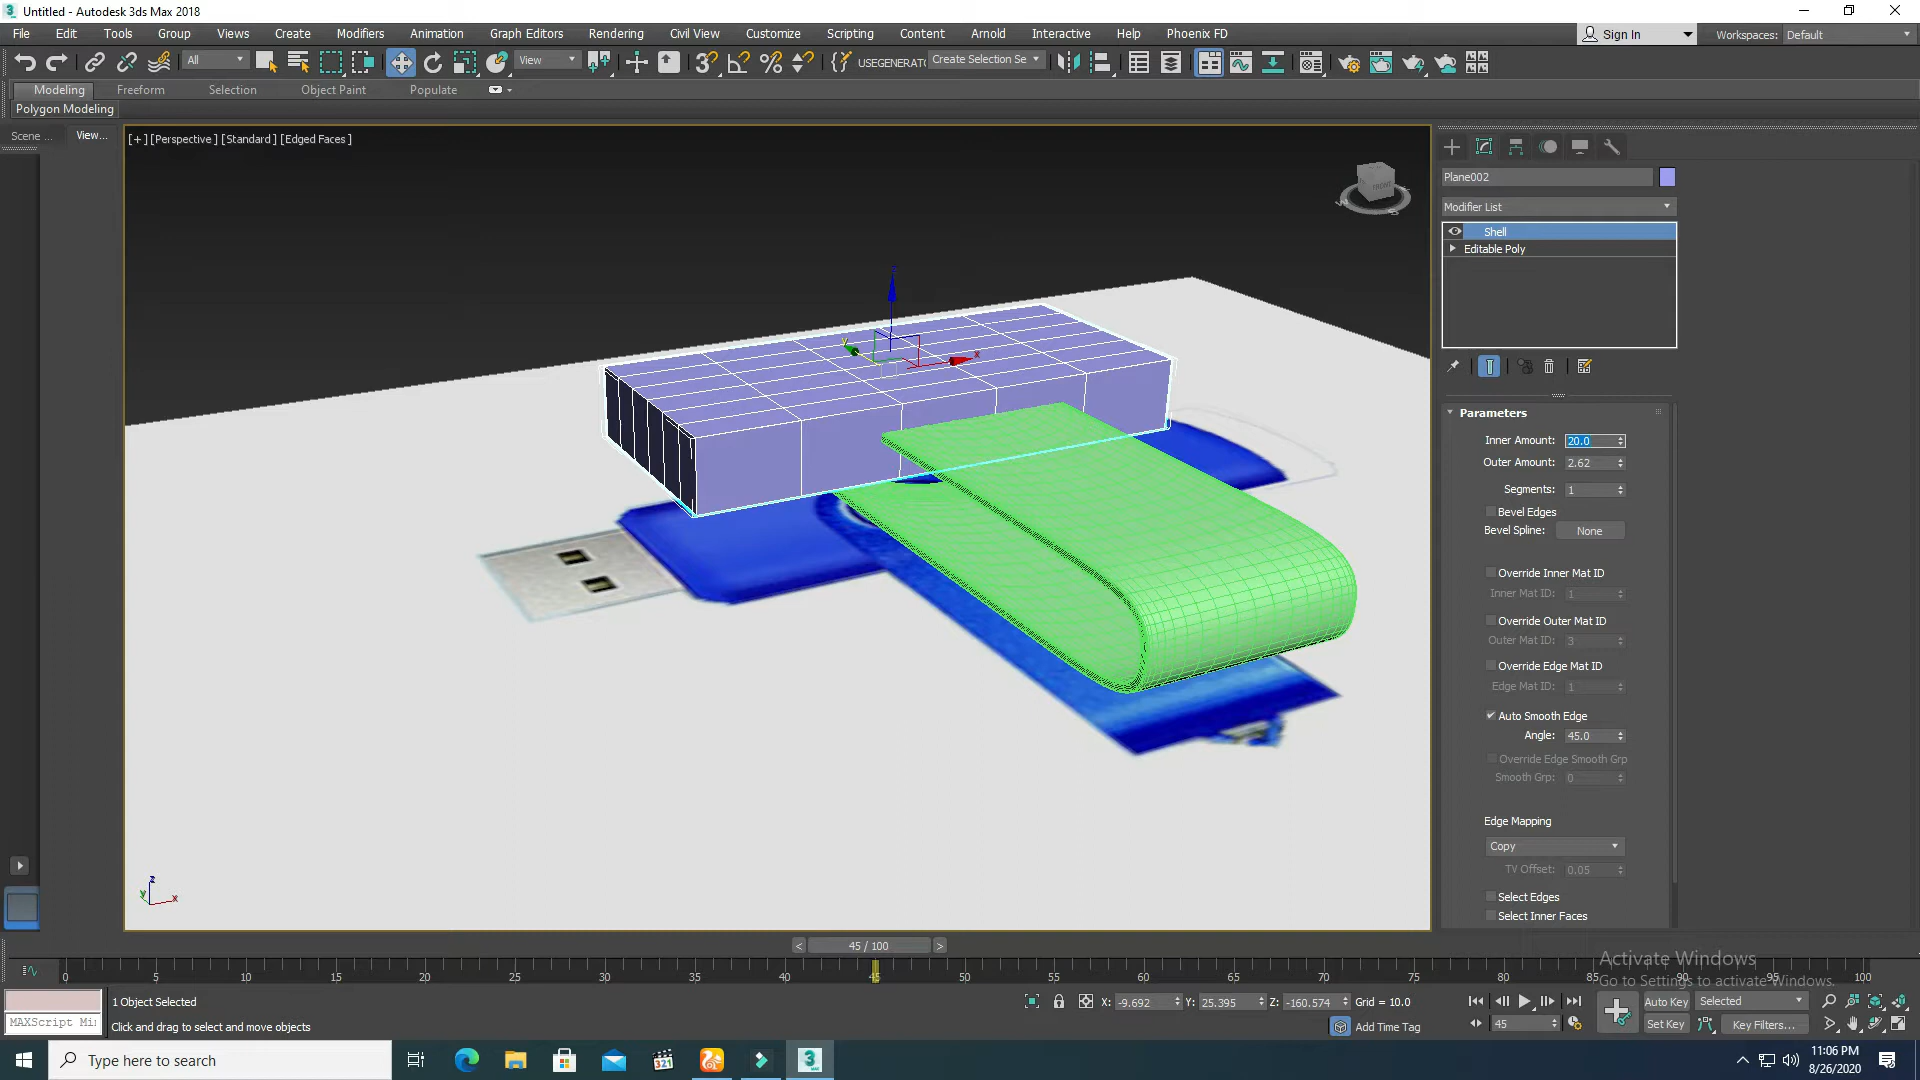 Untitled - Autodesk 3ds Max 2018
File Edit Tools Group Views Create Modifiers Animation Graph Editors Rendering Civil View Customize Scripting Content Arnold Interactive Help Phoenix FD
Sign In
Workspaces: Default
All
View
USEGENERATO
Create Selection Se
Modeling Freeform Selection Object Paint Populate
Polygon Modeling
Scene ...
View...
[+] [Perspective ] [Standard ] [Edged Faces ]
FRONT
Plane002
Modifier List
Shell
Editable Poly
Parameters
Inner Amount: 20.0
Outer Amount: 2.62
Segments: 1
Bevel Edges
Bevel Spline: None
Override Inner Mat ID
Inner Mat ID: 1
Override Outer Mat ID
Outer Mat ID: 3
Override Edge Mat ID
Edge Mat ID: 1
Auto Smooth Edge
Angle: 45.0
Override Edge Smooth Grp
Smooth Grp: 0
Edge Mapping
Copy
TV Offset: 0.05
Select Edges
Select Inner Faces
z
y
x
z
y
x
< 45 / 100 >
0 5 10 15 20 25 30 35 40 45 50 55 60 65 70 75 80 85 90 95 100
Activate Windows
Go to Settings to activate Windows.
1 Object Selected
MAXScript Mi
Click and drag to select and move objects
X: -9.692 Y: 25.395 Z: -160.574 Grid = 10.0
Add Time Tag
45
Auto Key Selected
Set Key Key Filters...
Type here to search
321
3
MAX
11:06 PM
8/26/2020